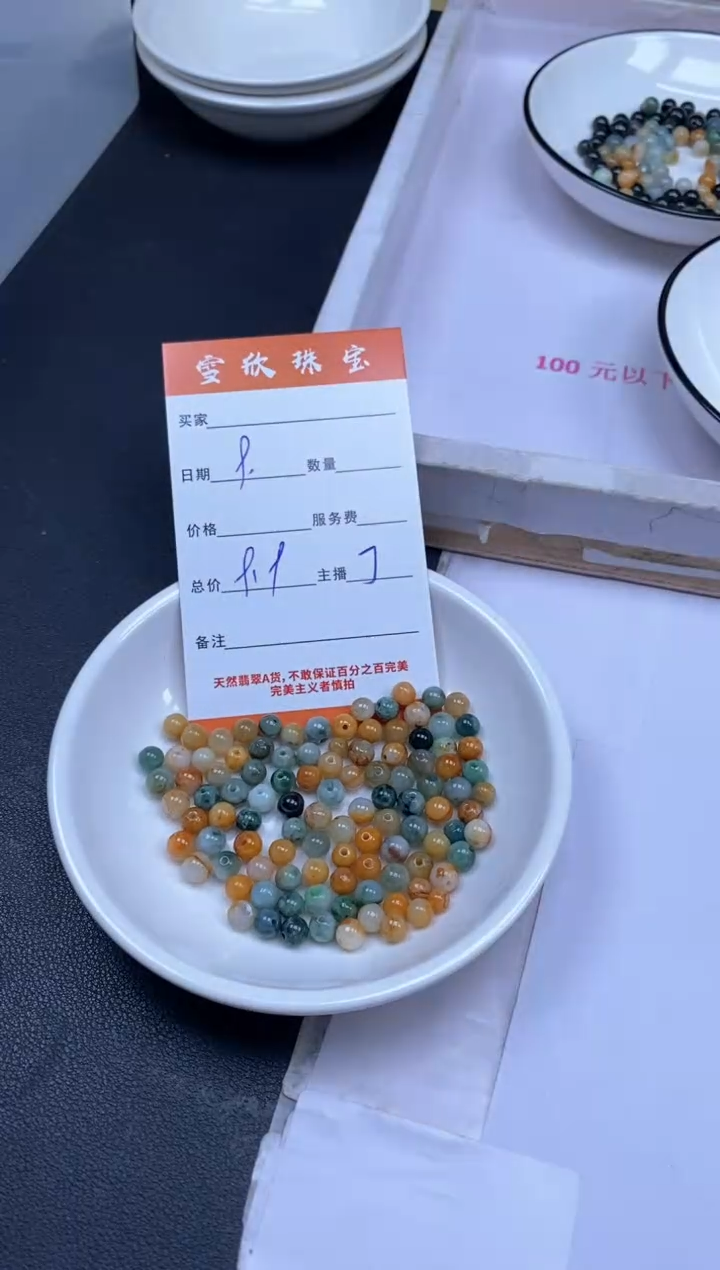 雪欣珠宝
买家
日期 数量
价格 服务费
总价 主播
备注
天然翡翠A货，不敢保证百分之百完美
完美主义者慎拍
100 元以下